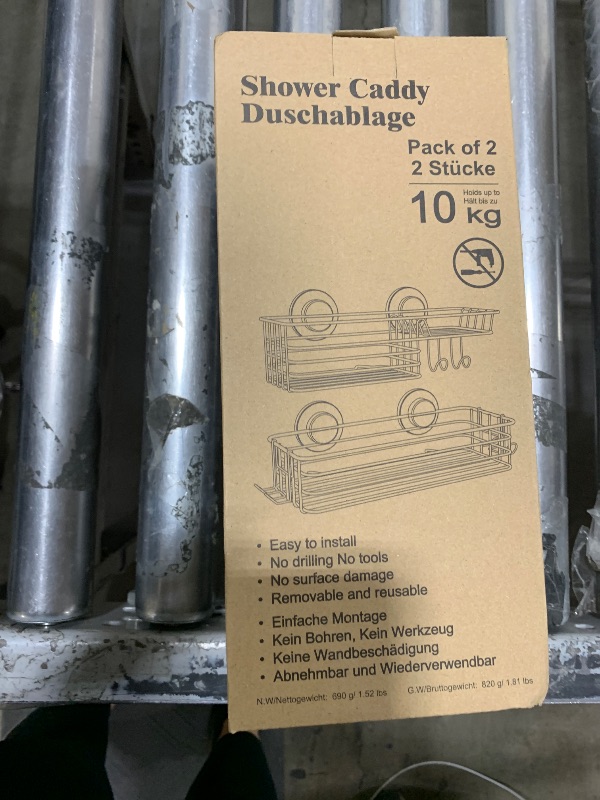 Shower Caddy
Duschablage
Pack of 2
2 Stücke
Holds up to
Hält bis zu
10 kg
• Easy to install
• No drilling No tools
• No surface damage
• Removable and reusable
• Einfache Montage
• Kein Bohren, Kein Werkzeug
• Keine Wandbeschädigung
• Abnehmbar und Wiederverwendbar
N.W/Nettogewicht: 690 g/ 1.52 lbs G.W/Bruttogewicht: 820 g/ 1.81 lbs